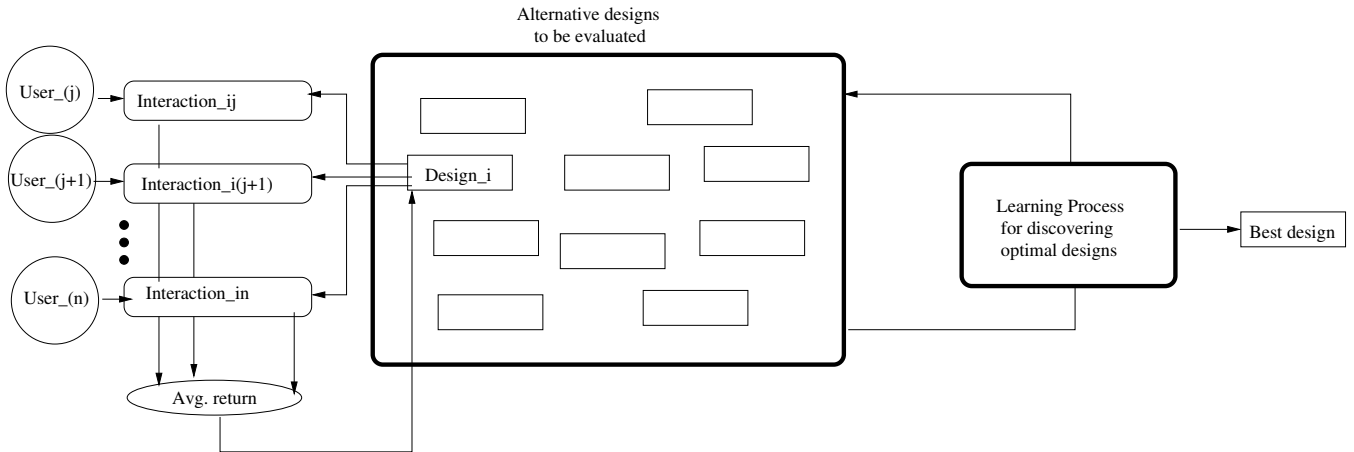 Alternative designs
to be evaluated
User_(j)
Interaction_ij
User_(j+1)
Interaction_i(j+1)
Design_i
User_(n)
Interaction_in
Avg. return
Learning Process
for discovering
optimal designs
Best design